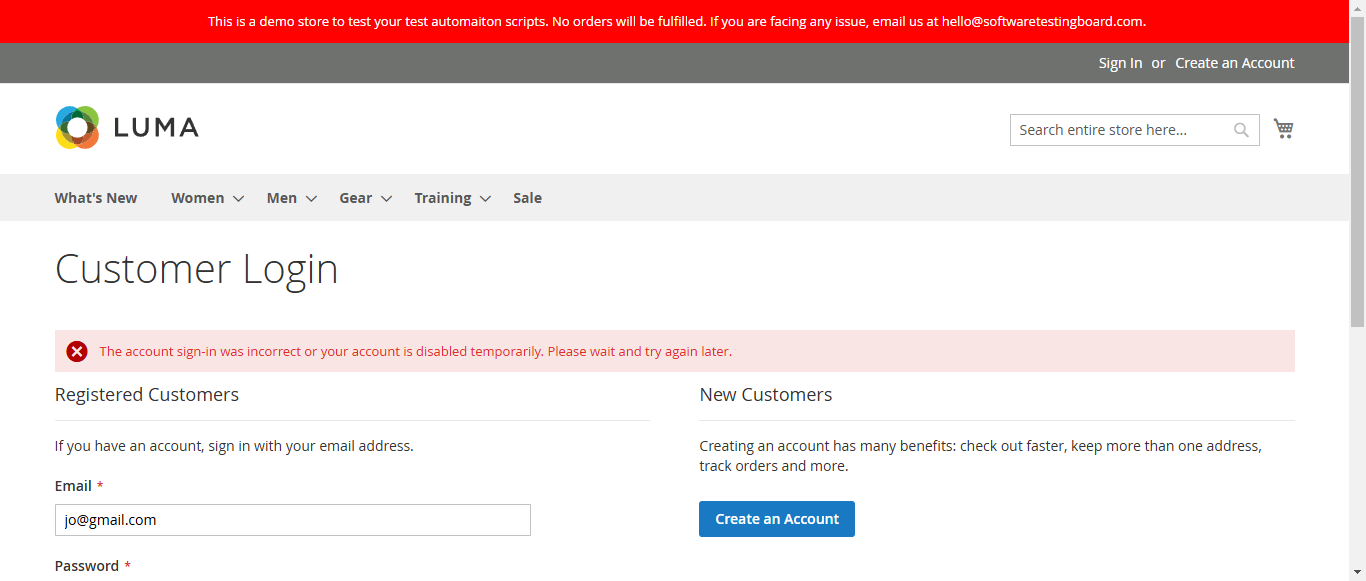 This is a demo store to test your test automaiton scripts. No orders will be fulfilled. If you are facing any issue, email us at hello@softwaretestingboard.com.
Sign In or Create an Account
LUMA
Search entire store here...
What's New Women Men Gear Training Sale
Customer Login
The account sign-in was incorrect or your account is disabled temporarily. Please wait and try again later.
Registered Customers
If you have an account, sign in with your email address.
Email *
jo@gmail.com
Password *
New Customers
Creating an account has many benefits: check out faster, keep more than one address,
track orders and more.
Create an Account